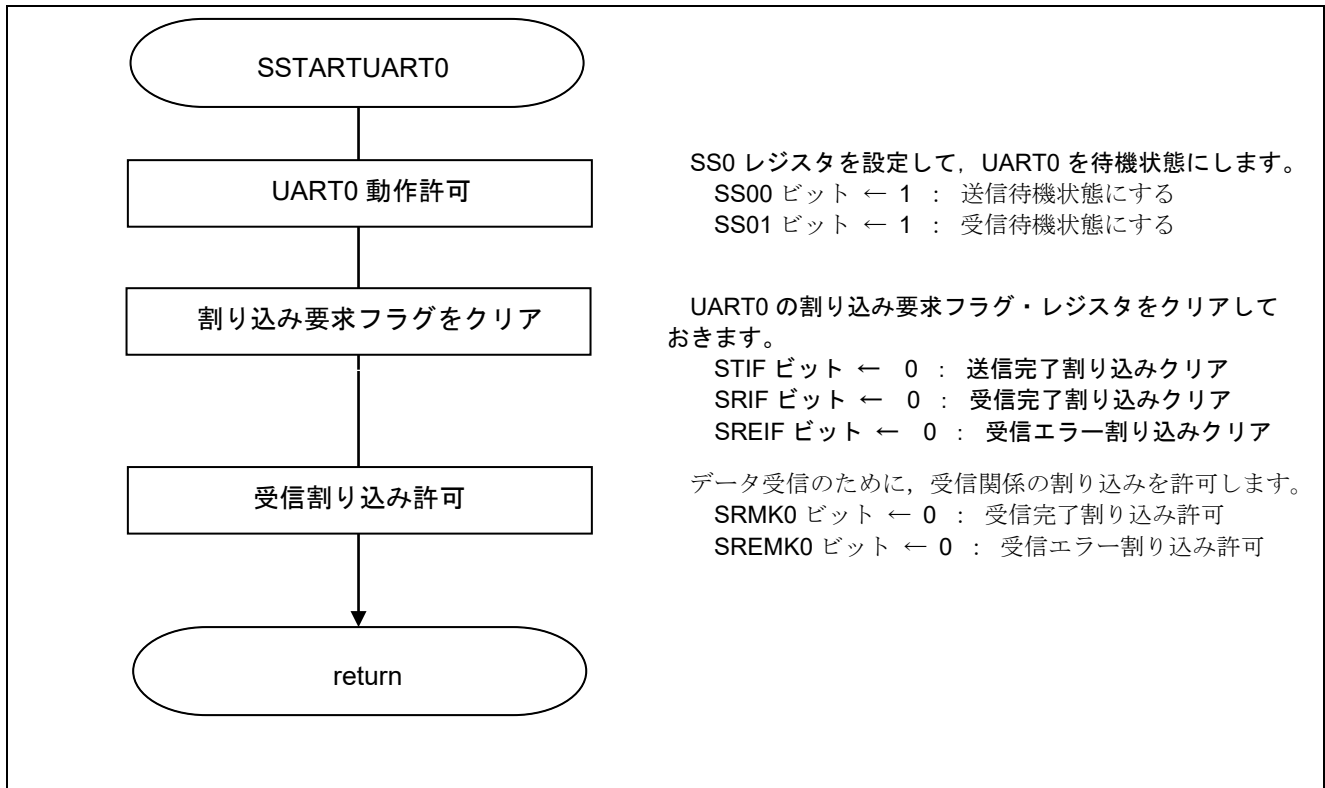 SSTARTUART0
UART0 動作許可
SS0 レジスタを設定して，UART0 を待機状態にします。
SS00 ビット ← 1 ： 送信待機状態にする
SS01 ビット ← 1 ： 受信待機状態にする
割り込み要求フラグをクリア
UART0 の割り込み要求フラグ・レジスタをクリアして
おきます。
STIF ビット ← 0 ： 送信完了割り込みクリア
SRIF ビット ← 0 ： 受信完了割り込みクリア
SREIF ビット ← 0 ： 受信エラー割り込みクリア
受信割り込み許可
データ受信のために，受信関係の割り込みを許可します。
SRMK0 ビット ← 0 ： 受信完了割り込み許可
SREMK0 ビット ← 0 ： 受信エラー割り込み許可
return